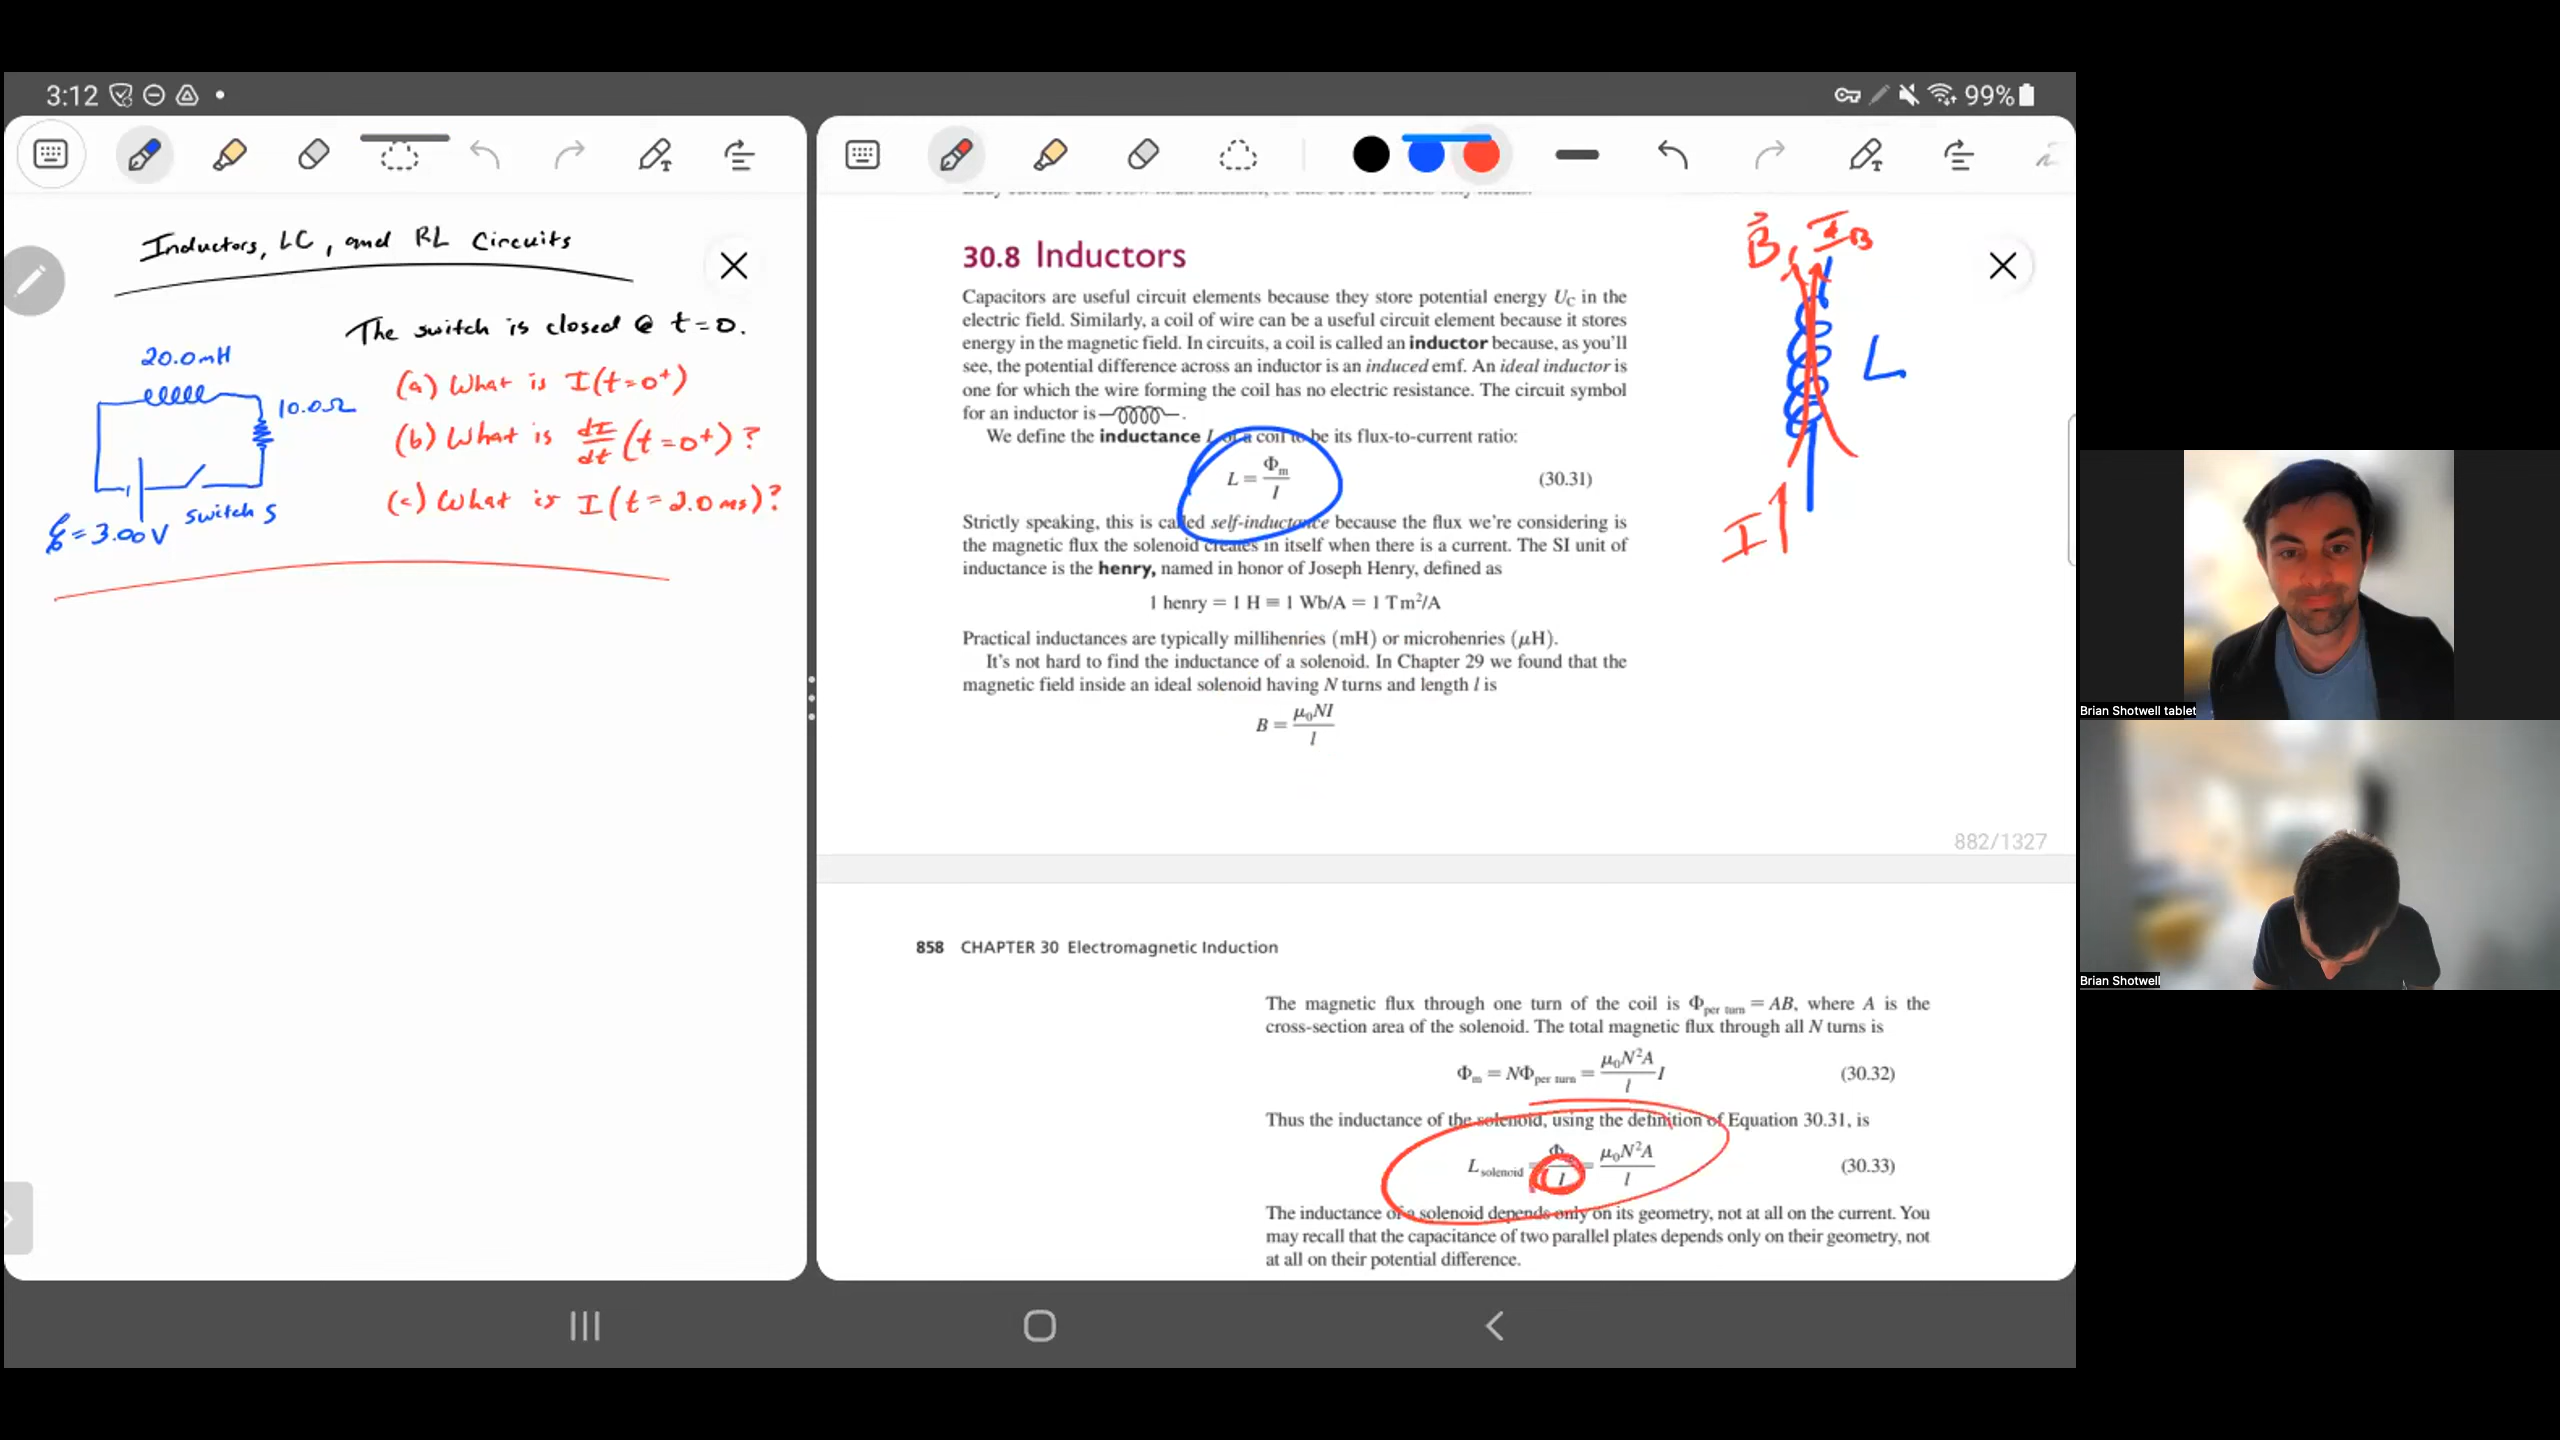 3:12
99%
Inductors, LC, and RL Circuits
The switch is closed @ t=0.
20.0mH
10.0Ω
(a) What is I(t=0⁺)
(b) What is dI/dt (t=0⁺)?
(c) What is I(t=2.0ms)?
Switch S
ℰ=3.00V
30.8 Inductors
Capacitors are useful circuit elements because they store potential energy U_C in the
electric field. Similarly, a coil of wire can be a useful circuit element because it stores
energy in the magnetic field. In circuits, a coil is called an inductor because, as you'll
see, the potential difference across an inductor is an induced emf. An ideal inductor is
one for which the wire forming the coil has no electric resistance. The circuit symbol
for an inductor is
We define the inductance L of a coil to be its flux-to-current ratio:
L = Φ_m / I (30.31)
Strictly speaking, this is called self-inductance because the flux we're considering is
the magnetic flux the solenoid creates in itself when there is a current. The SI unit of
inductance is the henry, named in honor of Joseph Henry, defined as
1 henry = 1 H ≡ 1 Wb/A = 1 T m²/A
Practical inductances are typically millihenries (mH) or microhenries (μH).
It's not hard to find the inductance of a solenoid. In Chapter 29 we found that the
magnetic field inside an ideal solenoid having N turns and length l is
B = μ₀NI / l
L
I
882/1327
858 CHAPTER 30 Electromagnetic Induction
The magnetic flux through one turn of the coil is Φ_per turn = AB, where A is the
cross-section area of the solenoid. The total magnetic flux through all N turns is
Φ_m = NΦ_per turn = μ₀N²A / l I (30.32)
Thus the inductance of the solenoid, using the definition of Equation 30.31, is
L_solenoid = Φ_m / I = μ₀N²A / l (30.33)
The inductance of a solenoid depends only on its geometry, not at all on the current. You
may recall that the capacitance of two parallel plates depends only on their geometry, not
at all on their potential difference.
Brian Shotwell tablet
Brian Shotwell